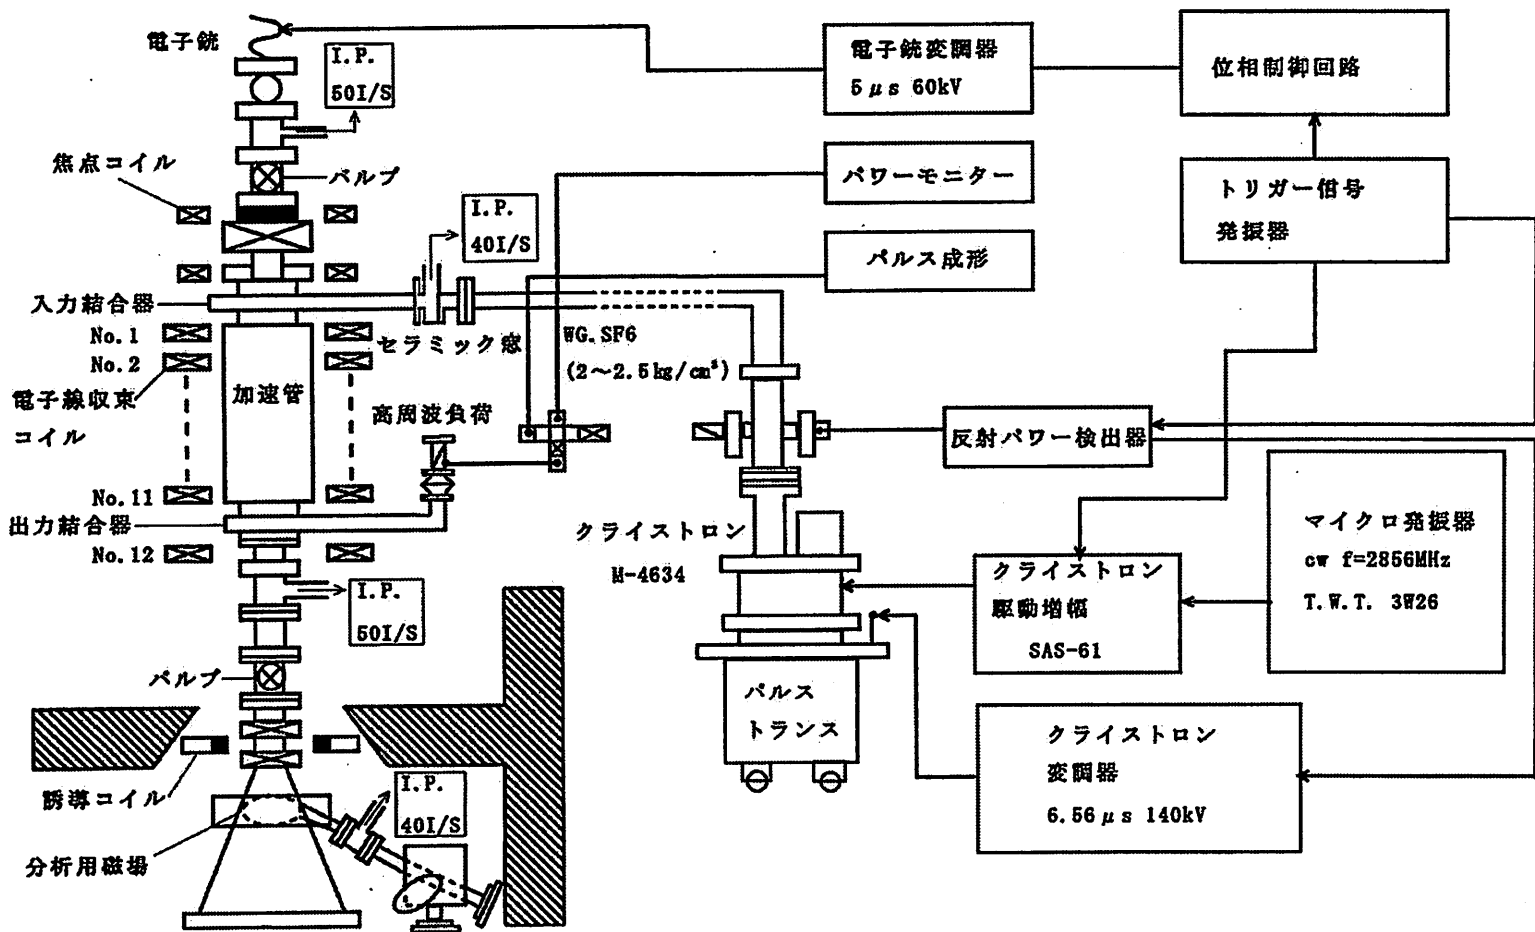 電子銃
I.P.
50I/S
電子銃変調器
5μs 60kV
位相制御回路
焦点コイル
バルブ
パワーモニター
トリガー信号
発振器
I.P.
40I/S
パルス成形
入力結合器
No.1
No.2
セラミック窓
WG.SF6
(2～2.5kg/cm²)
加速管
電子線収束
コイル
高周波負荷
反射パワー検出器
No.11
出力結合器
No.12
クライストロン
M-4634
クライストロン
駆動増幅
SAS-61
マイクロ発振器
cw f=2856MHz
T.W.T. 3W26
I.P.
50I/S
バルブ
パルス
トランス
クライストロン
変調器
6.56μs 140kV
誘導コイル
I.P.
40I/S
分析用磁場